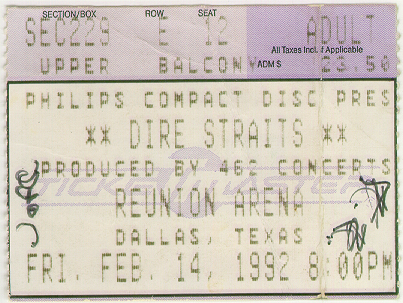 SECTION/BOX ROW SEAT
SEC229 E 12 ADULT
All Taxes Incl. if Applicable
UPPER BALCONY ADM $ 23.50
PHILIPS COMPACT DISC PRES
** DIRE STRAITS **
PRODUCED BY 462 CONCERTS
TICKETMASTER
REUNION ARENA
DALLAS, TEXAS
FRI. FEB. 14, 1992 8:00PM